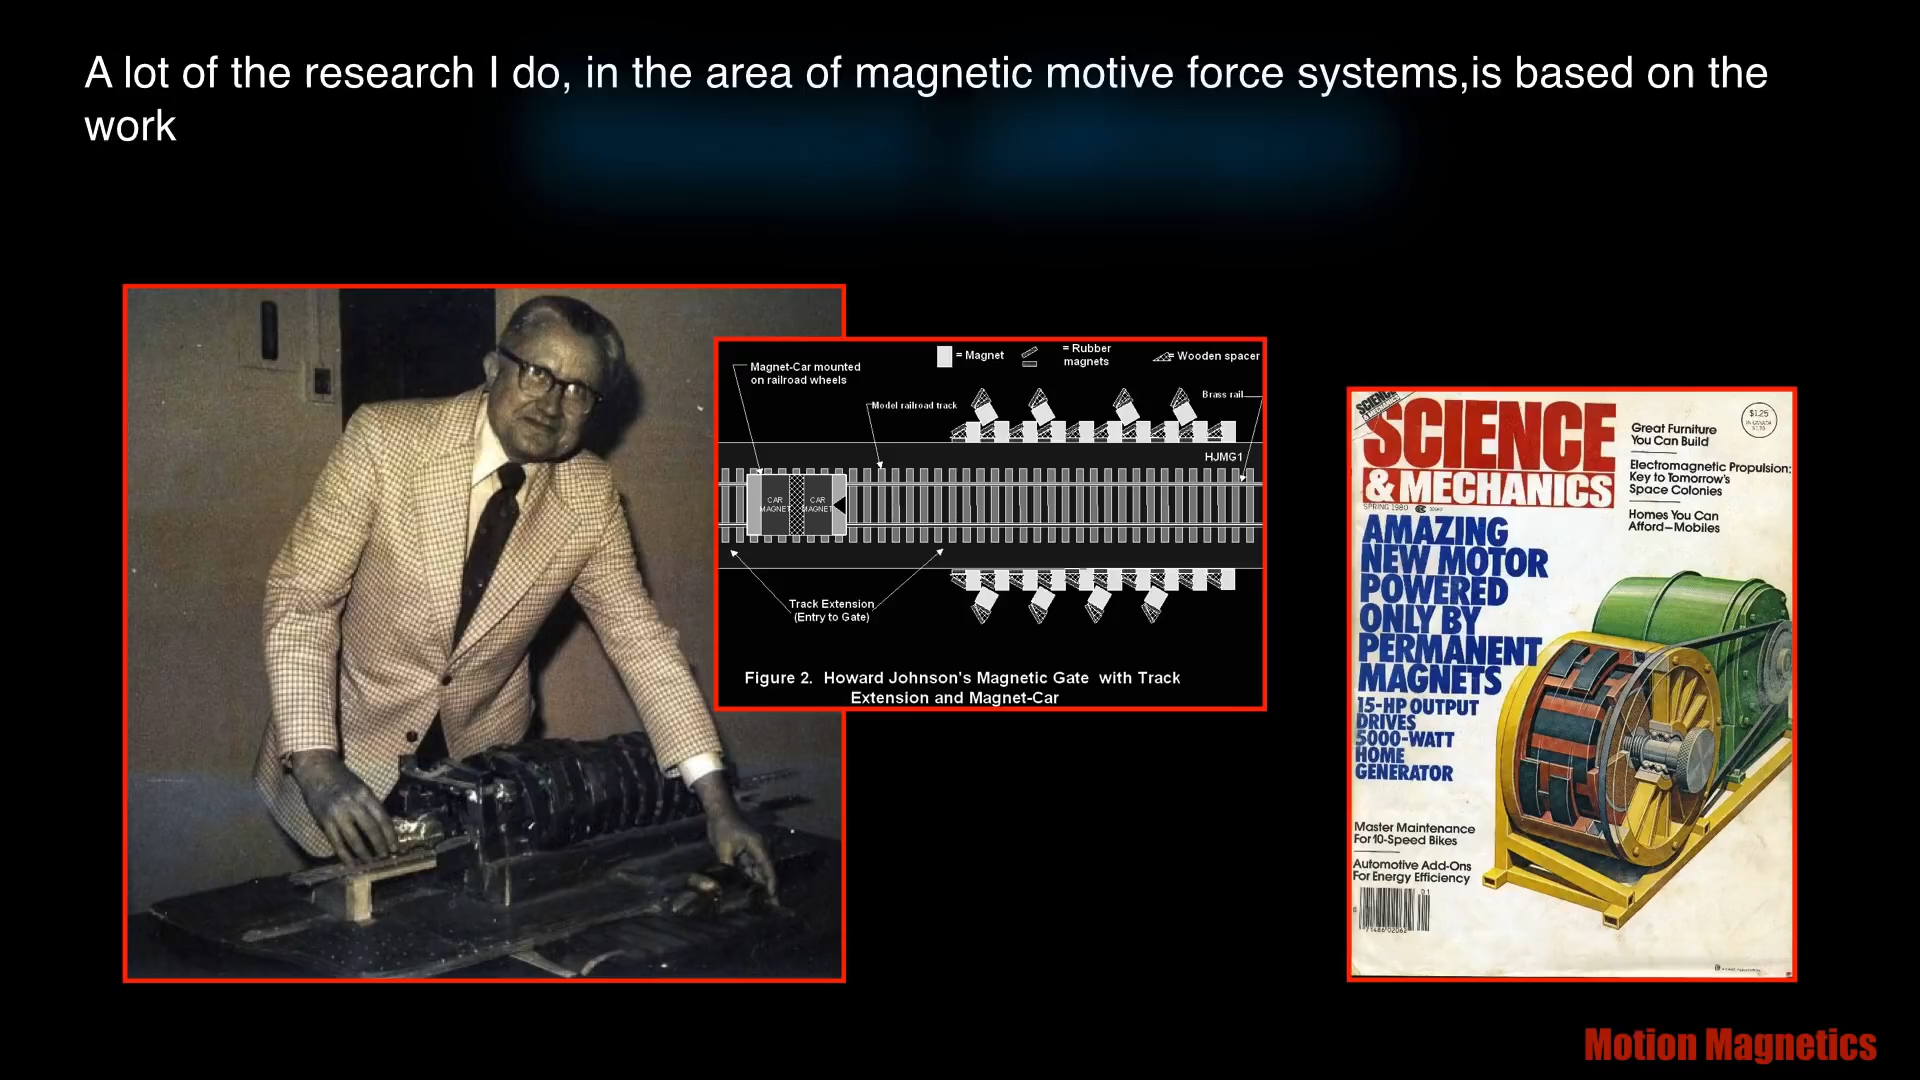 A lot of the research I do, in the area of magnetic motive force systems,is based on the
work
= Magnet
= Rubber
magnets
= Wooden spacer
Magnet-Car mounted
on railroad wheels
Model railroad track
Brass rail
HJMG1
CAR
MAGNET
CAR
MAGNET
Track Extension
(Entry to Gate)
Figure 2. Howard Johnson's Magnetic Gate with Track
Extension and Magnet-Car
SCIENCE
& MECHANICS
SCIENCE
& MECHANICS
SPRING 1980
$1.25
Great Furniture
You Can Build
Electromagnetic Propulsion:
Key to Tomorrow's
Space Colonies
Homes You Can
Afford—Mobiles
AMAZING
NEW MOTOR
POWERED
ONLY BY
PERMANENT
MAGNETS
15-HP OUTPUT
DRIVES
5000-WATT
HOME
GENERATOR
Master Maintenance
For 10-Speed Bikes
Automotive Add-Ons
For Energy Efficiency
Motion Magnetics